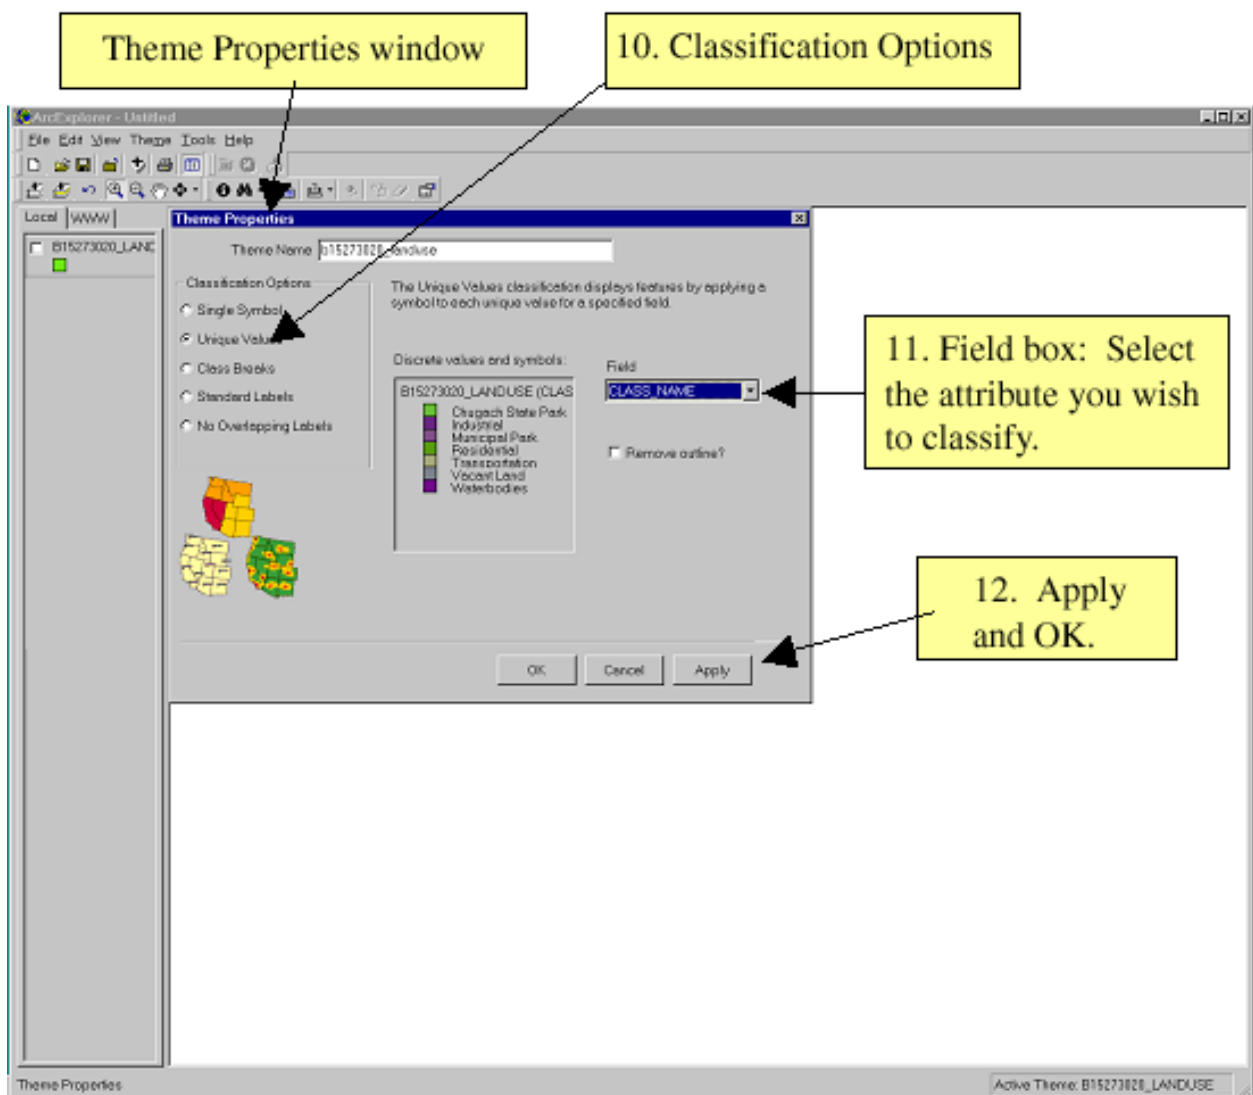 Theme Properties window
10. Classification Options
ArcExplorer - Untitled
File Edit View Theme Tools Help
Local WWW
B15273020_LAND
Theme Properties
Theme Name b15273020_landuse
Classification Options
Single Symbol
Unique Values
Class Breaks
Standard Labels
No Overlapping Labels
The Unique Values classification displays features by applying a
symbol to each unique value for a specified field.
Discrete values and symbols:
B15273020_LANDUSE (CLAS
Chugach State Park
Industrial
Municipal Park
Residential
Transportation
Vacant Land
Waterbodies
Field
CLASS_NAME
Remove outline?
11. Field box: Select
the attribute you wish
to classify.
12. Apply
and OK.
OK Cancel Apply
Theme Properties
Active Theme: B15273020_LANDUSE